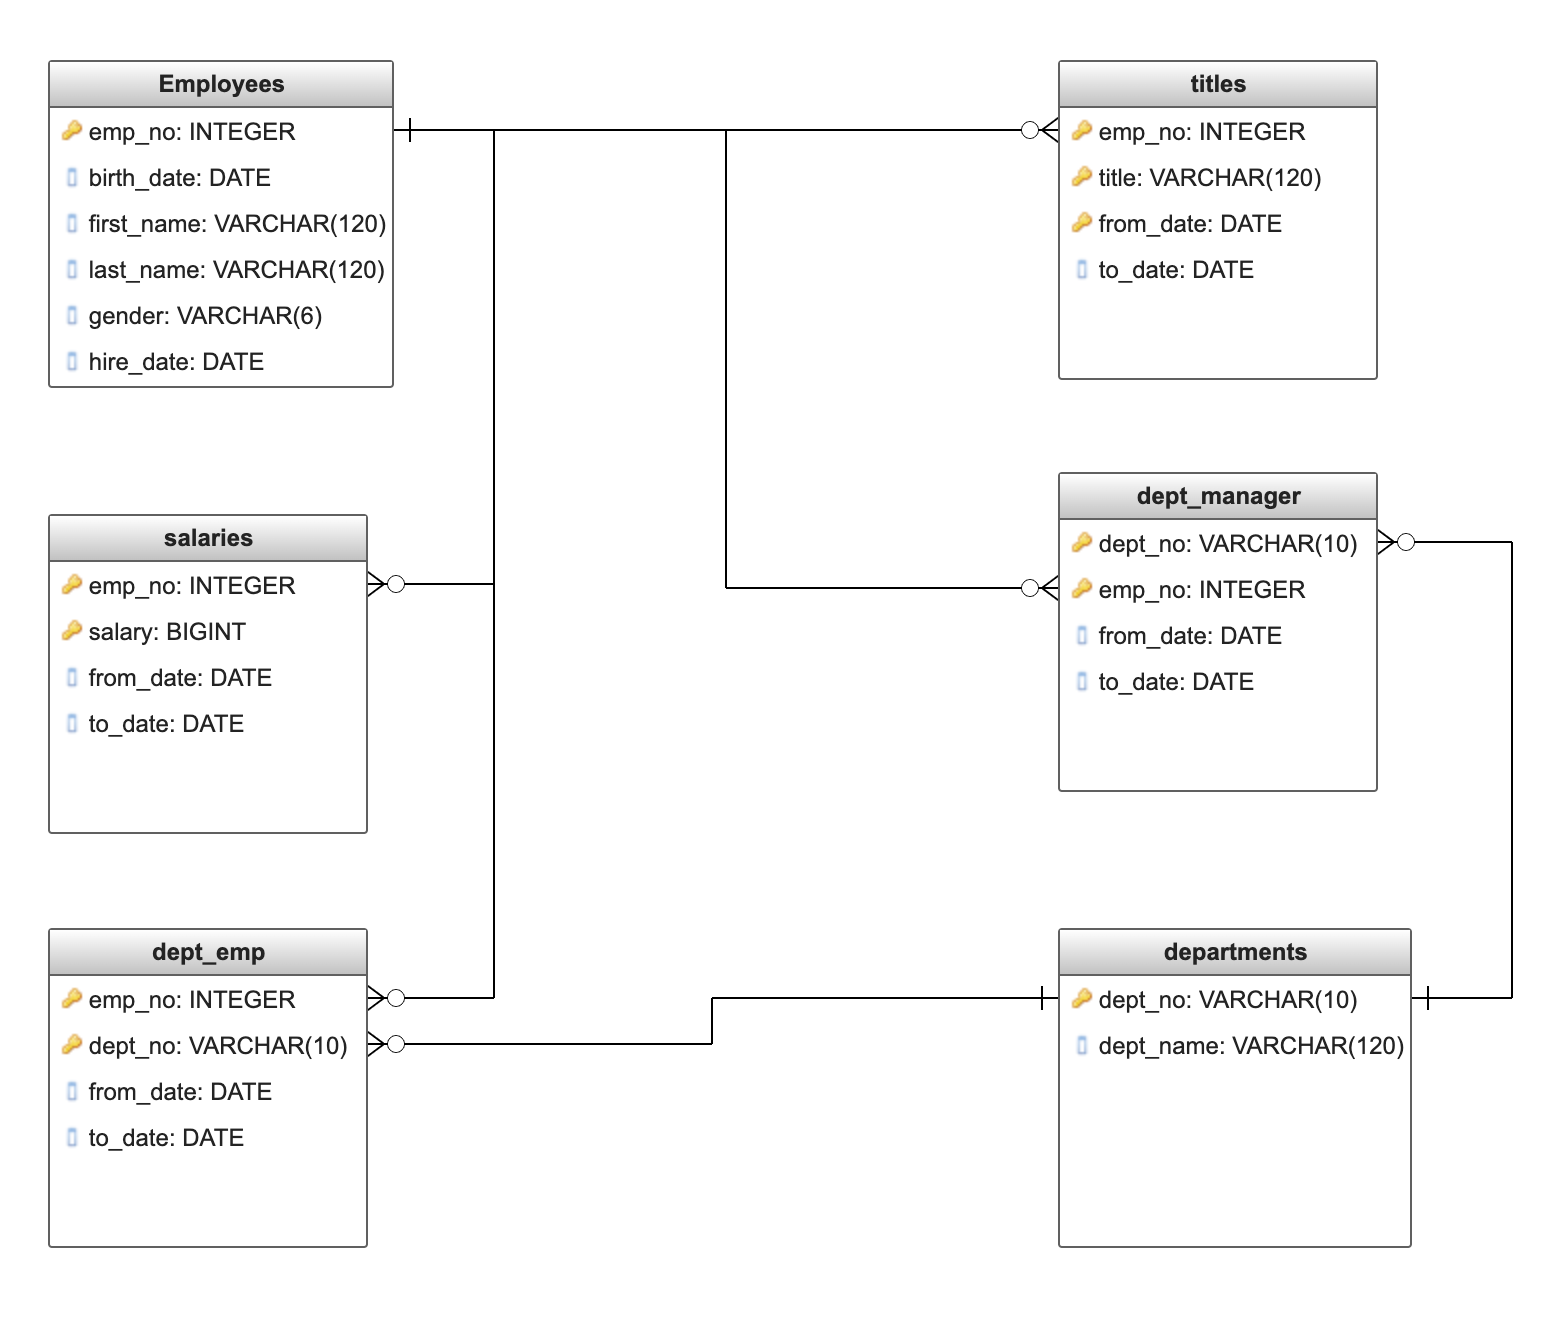 Employees
emp_no: INTEGER
birth_date: DATE
first_name: VARCHAR(120)
last_name: VARCHAR(120)
gender: VARCHAR(6)
hire_date: DATE
titles
emp_no: INTEGER
title: VARCHAR(120)
from_date: DATE
to_date: DATE
salaries
emp_no: INTEGER
salary: BIGINT
from_date: DATE
to_date: DATE
dept_manager
dept_no: VARCHAR(10)
emp_no: INTEGER
from_date: DATE
to_date: DATE
dept_emp
emp_no: INTEGER
dept_no: VARCHAR(10)
from_date: DATE
to_date: DATE
departments
dept_no: VARCHAR(10)
dept_name: VARCHAR(120)